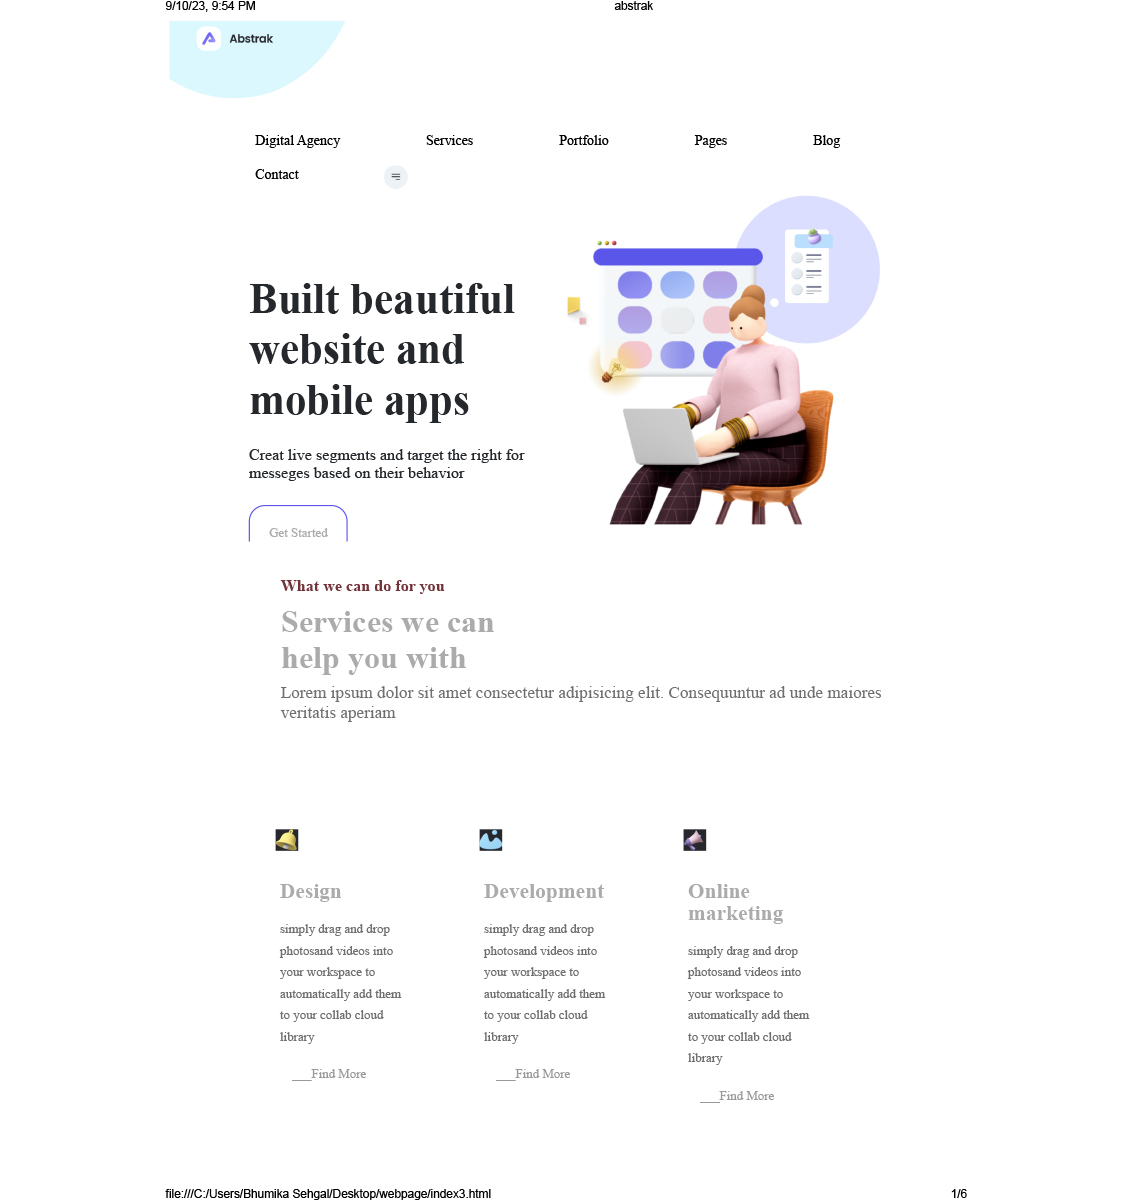 9/10/23, 9:54 PM abstrak
Abstrak
Digital Agency Services Portfolio Pages Blog
Contact
Built beautiful
website and
mobile apps
Creat live segments and target the right for
messeges based on their behavior
Get Started
What we can do for you
Services we can
help you with
Lorem ipsum dolor sit amet consectetur adipisicing elit. Consequuntur ad unde maiores
veritatis aperiam
Design
simply drag and drop
photosand videos into
your workspace to
automatically add them
to your collab cloud
library
___Find More
Development
simply drag and drop
photosand videos into
your workspace to
automatically add them
to your collab cloud
library
___Find More
Online
marketing
simply drag and drop
photosand videos into
your workspace to
automatically add them
to your collab cloud
library
___Find More
file:///C:/Users/Bhumika Sehgal/Desktop/webpage/index3.html 1/6